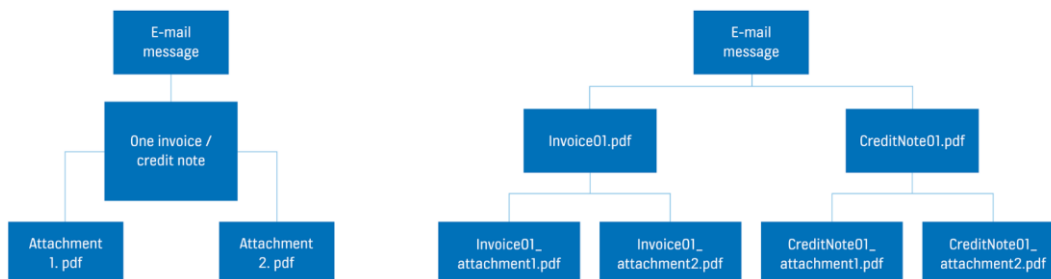 E-mail
message
One invoice /
credit note
Attachment
1. pdf
Attachment
2. pdf
E-mail
message
Invoice01.pdf
CreditNote01.pdf
Invoice01_
attachment1.pdf
Invoice01_
attachment2.pdf
CreditNote01_
attachment1.pdf
CreditNote01_
attachment2.pdf